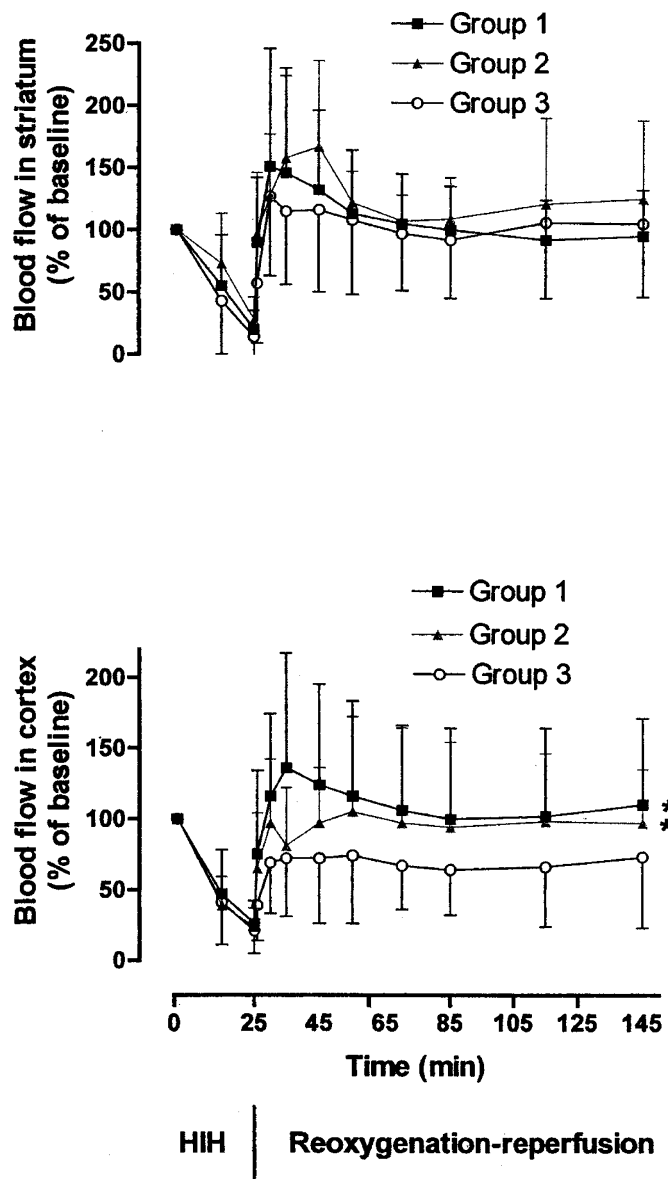 Group 1
Group 2
Group 3
Blood flow in striatum
(% of baseline)
250
200
150
100
50
0
Group 1
Group 2
Group 3
Blood flow in cortex
(% of baseline)
200
150
100
50
0
*
*
0 25 45 65 85 105 125 145
Time (min)
HIH Reoxygenation-reperfusion